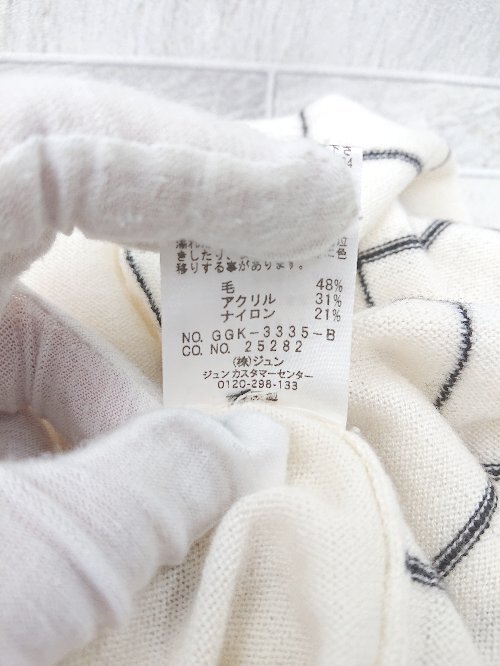 きしたり、
移りする事があります。
毛 48%
アクリル 31%
ナイロン 21%
NO. GGK-3335-B
CO. NO. 25282
(株)ジュン
ジュンカスタマーセンター
0120-298-133